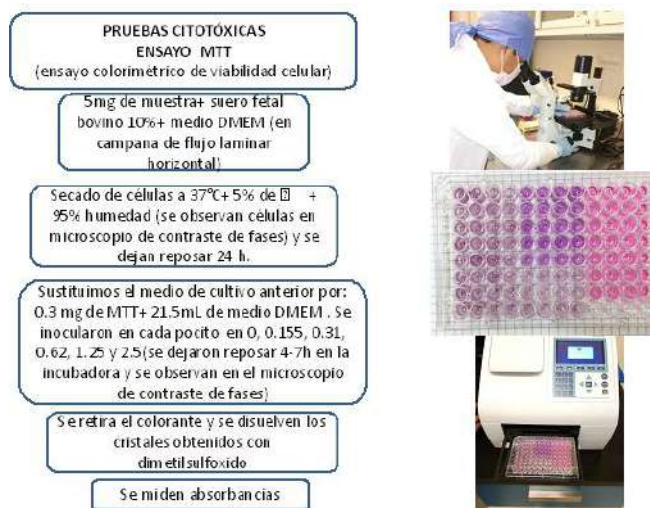 PRUEBAS CITOTÓXICAS
ENSAYO MTT
(ensayo colorimétrico de viabilidad celular)
5mg de muestra+ suero fetal
bovino 10%+ medio DMEM (en
campana de flujo laminar
horizontal)
Secado de células a 37°C+ 5% de +
95% humedad (se observan células en
microscopio de contraste de fases) y se
dejan reposar 24 h.
Sustituimos el medio de cultivo anterior por:
0.3 mg de MTT+ 21.5mL de medio DMEM . Se
inocularon en cada pocito en 0, 0.155, 0.31,
0.62, 1.25 y 2.5(se dejaron reposar 4-7h en la
incubadora y se observan en el microscopio
de contraste de fases)
Se retira el colorante y se disuelven los
cristales obtenidos con
dimetilsulfoxido
Se miden absorbancias